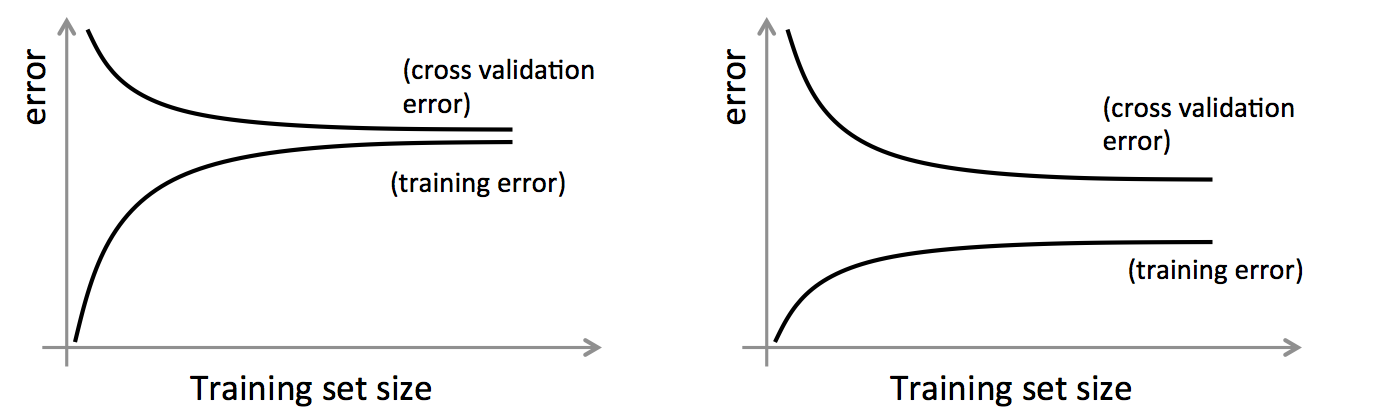 error
(cross validation
error)
(training error)
Training set size
error
(cross validation
error)
(training error)
Training set size